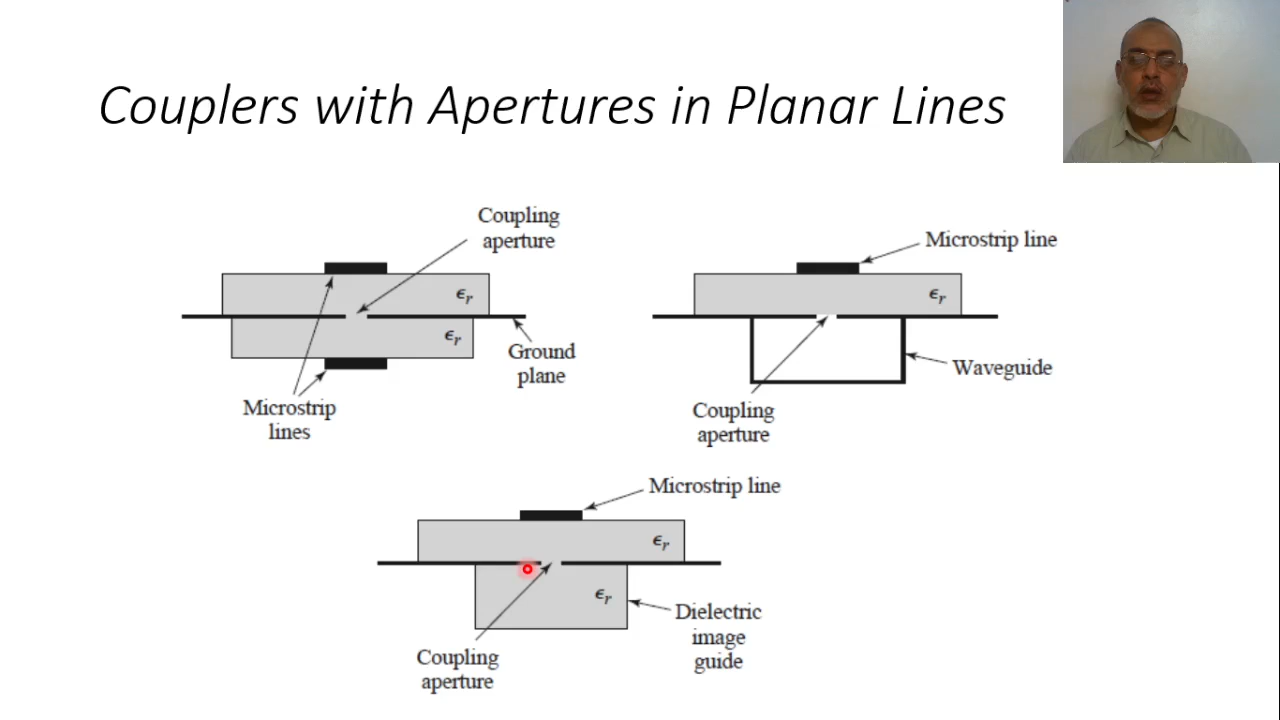 Couplers with Apertures in Planar Lines
Coupling
aperture
ϵr
ϵr
Ground
plane
Microstrip
lines
Microstrip line
ϵr
Waveguide
Coupling
aperture
Microstrip line
ϵr
ϵr
Dielectric
image
guide
Coupling
aperture